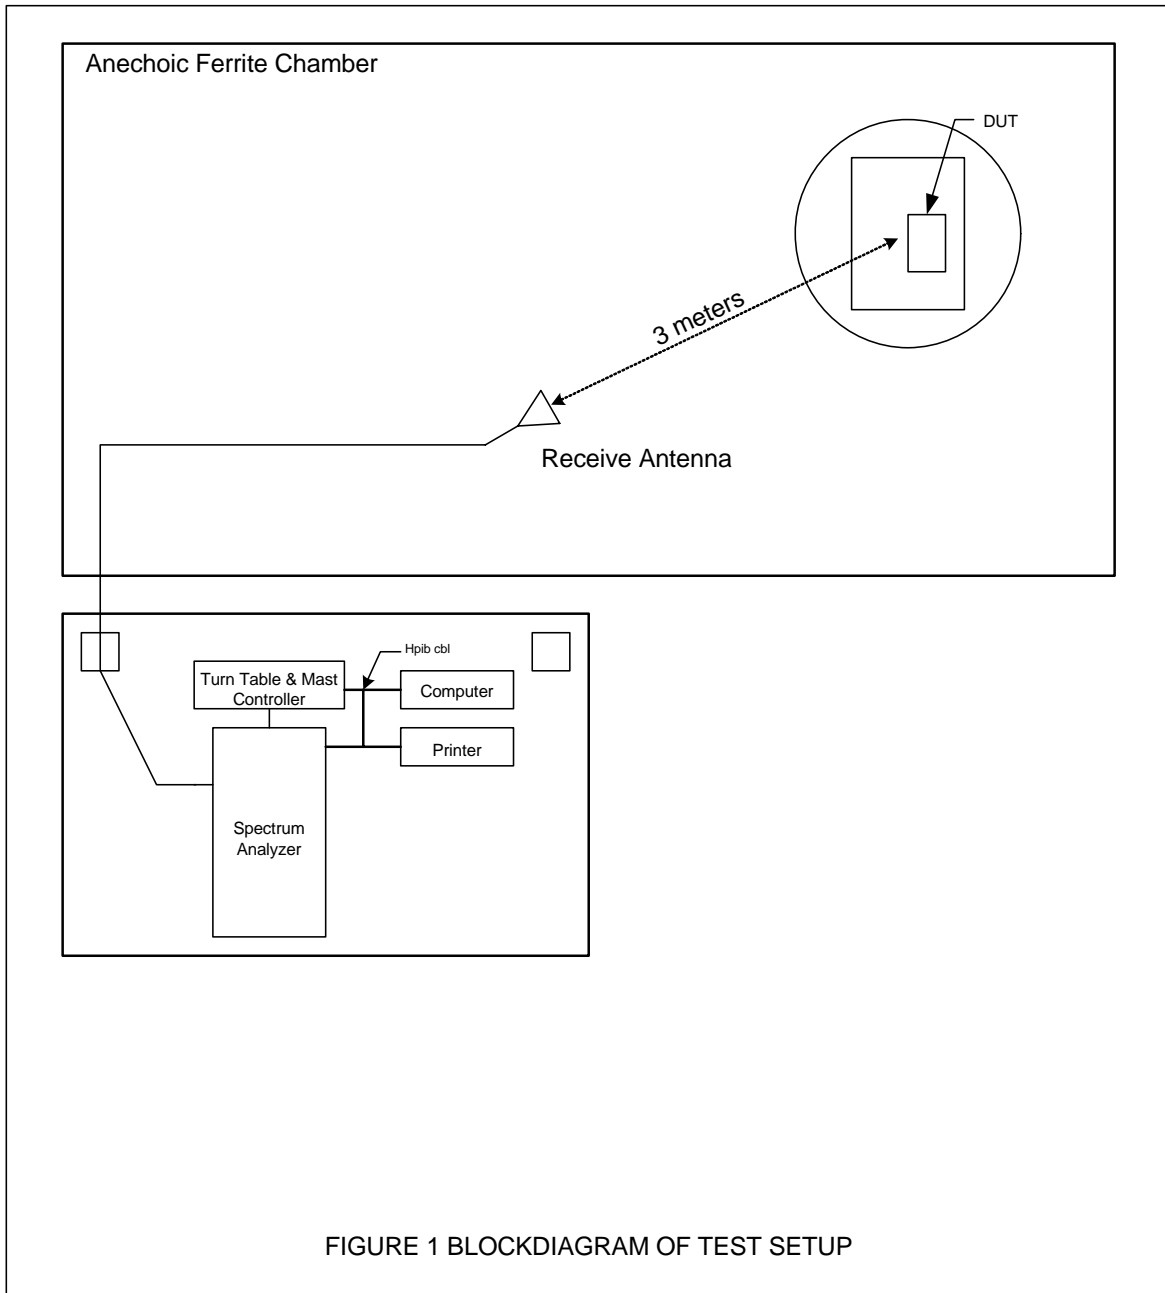 Anechoic Ferrite Chamber
DUT
3 meters
Receive Antenna
Hpib cbl
Turn Table & Mast
Controller
Computer
Printer
Spectrum
Analyzer
FIGURE 1 BLOCKDIAGRAM OF TEST SETUP